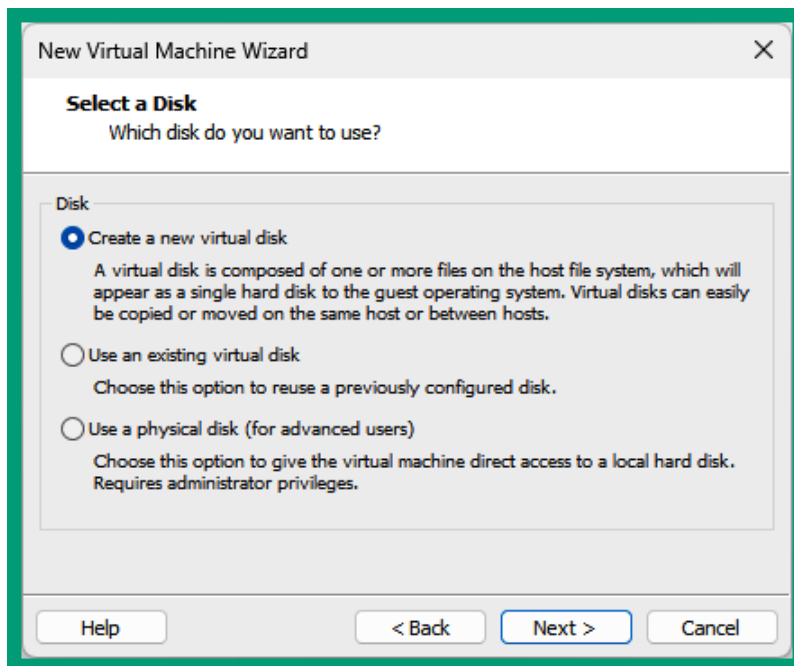 New Virtual Machine Wizard
Select a Disk
Which disk do you want to use?
Disk
Create a new virtual disk
A virtual disk is composed of one or more files on the host file system, which will
appear as a single hard disk to the guest operating system. Virtual disks can easily
be copied or moved on the same host or between hosts.
Use an existing virtual disk
Choose this option to reuse a previously configured disk.
Use a physical disk (for advanced users)
Choose this option to give the virtual machine direct access to a local hard disk.
Requires administrator privileges.
Help < Back Next > Cancel